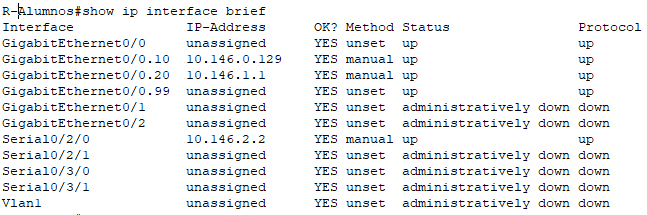 R-Alumnos#show ip interface brief
Interface IP-Address OK? Method Status Protocol
GigabitEthernet0/0 unassigned YES unset up up
GigabitEthernet0/0.10 10.146.0.129 YES manual up up
GigabitEthernet0/0.20 10.146.1.1 YES manual up up
GigabitEthernet0/0.99 unassigned YES unset up up
GigabitEthernet0/1 unassigned YES unset administratively down down
GigabitEthernet0/2 unassigned YES unset administratively down down
Serial0/2/0 10.146.2.2 YES manual up up
Serial0/2/1 unassigned YES unset administratively down down
Serial0/3/0 unassigned YES unset administratively down down
Serial0/3/1 unassigned YES unset administratively down down
Vlan1 unassigned YES unset administratively down down